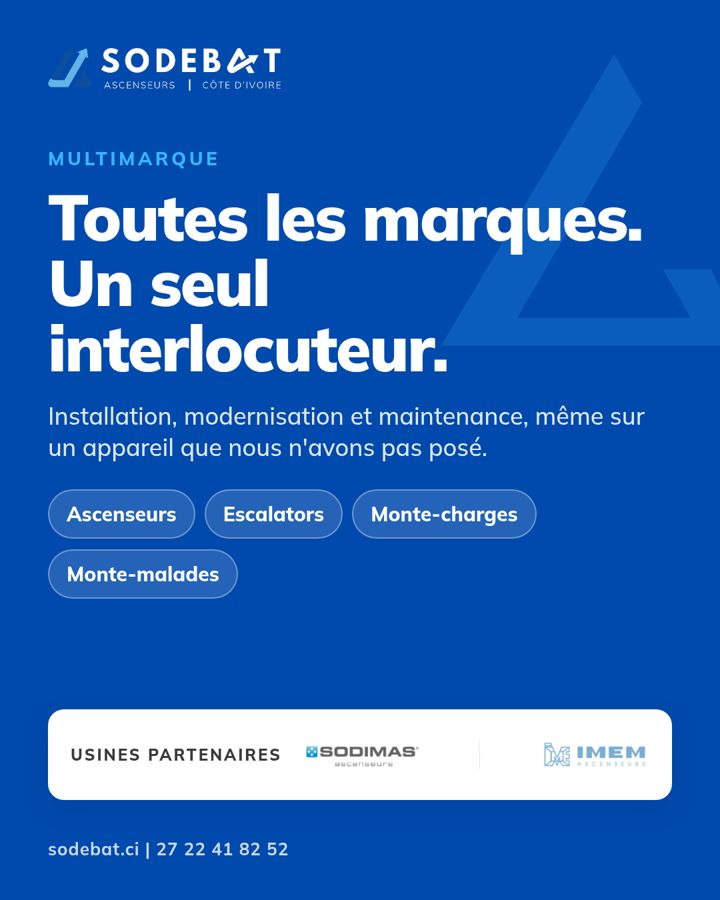 SODEBAT
ASCENSEURS | CÔTE D'IVOIRE
MULTIMARQUE
Toutes les marques.
Un seul
interlocuteur.
Installation, modernisation et maintenance, même sur
un appareil que nous n'avons pas posé.
Ascenseurs Escalators Monte-charges
Monte-malades
USINES PARTENAIRES SODIMAS® ascenseurs IMEM ASCENSEURS
sodebat.ci | 27 22 41 82 52